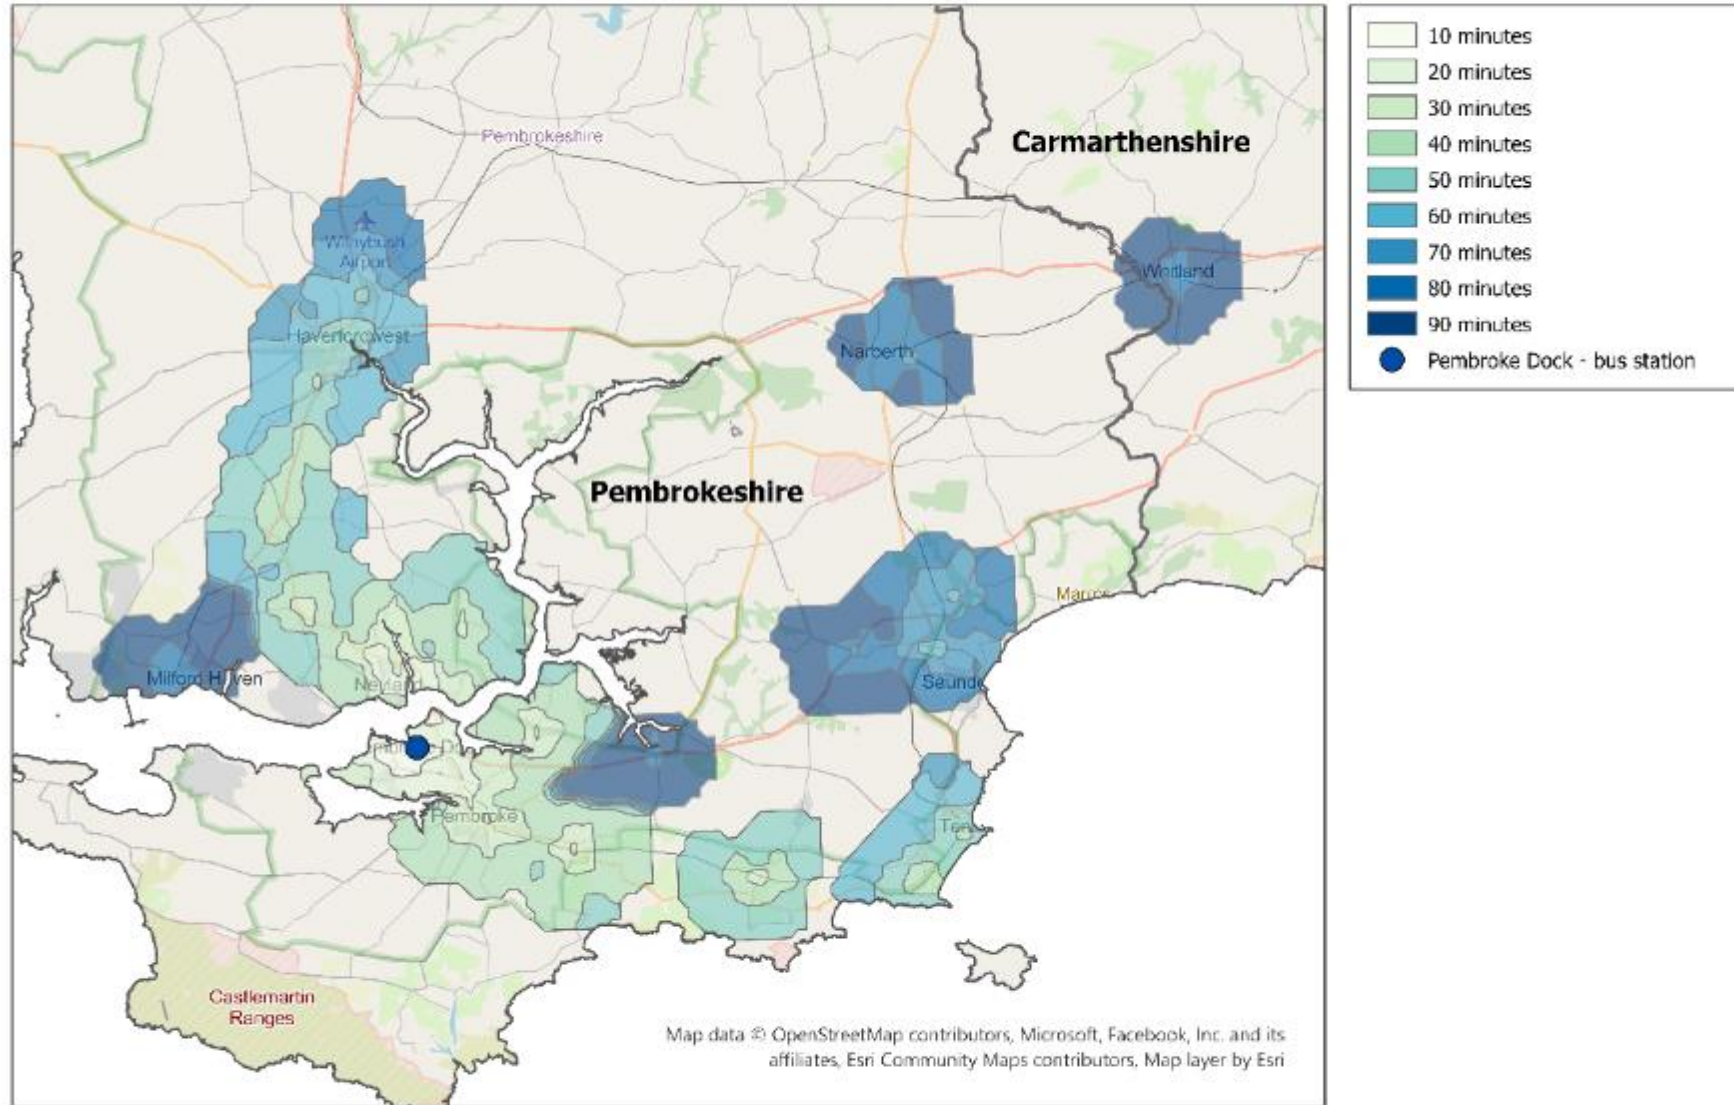 Pembrokeshire
Carmarthenshire
Withybush
Airport
Whitland
Haverfordwest
Narberth
Pembrokeshire
Marros
Milford Haven
Neyland
Saunde
Pembroke
Castlemartin
Ranges
Map data © OpenStreetMap contributors, Microsoft, Facebook, Inc. and its
affiliates, Esri Community Maps contributors, Map layer by Esri
10 minutes
20 minutes
30 minutes
40 minutes
50 minutes
60 minutes
70 minutes
80 minutes
90 minutes
Pembroke Dock - bus station